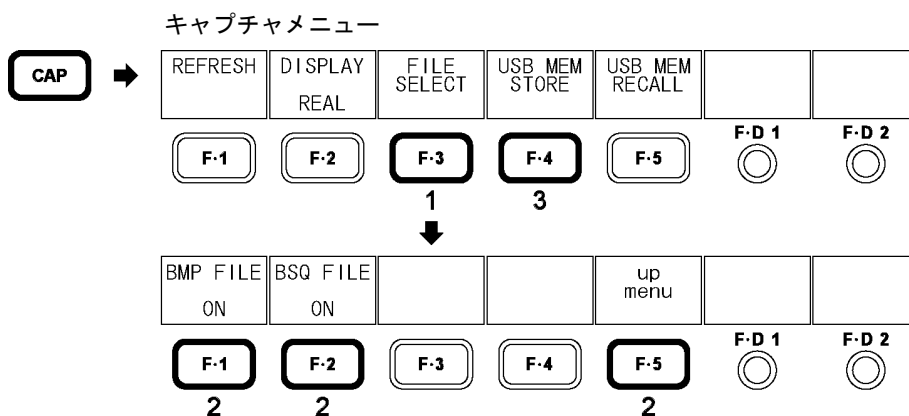 キャプチャメニュー
CAP
REFRESH
DISPLAY
REAL
FILE
SELECT
USB MEM
STORE
USB MEM
RECALL
F・1
F・2
F・3
F・4
F・5
F・D 1
F・D 2
1
3
BMP FILE
ON
BSQ FILE
ON
up
menu
F・1
F・2
F・3
F・4
F・5
F・D 1
F・D 2
2
2
2